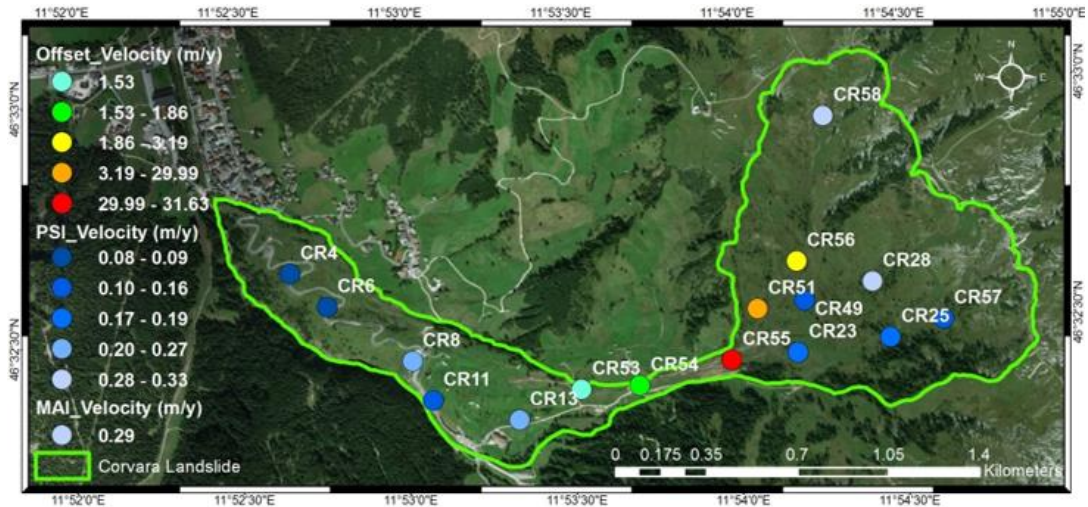 11°52'0"E 11°52'30"E 11°53'0"E 11°53'30"E 11°54'0"E 11°54'30"E 11°55'0"E
Offset_Velocity (m/y)
1.53
1.53 - 1.86
1.86 - 3.19
3.19 - 29.99
29.99 - 31.63
PSI_Velocity (m/y)
0.08 - 0.09
0.10 - 0.16
0.17 - 0.19
0.20 - 0.27
0.28 - 0.33
MAI_Velocity (m/y)
0.29
Corvara Landslide
46°33'0"N
46°32'30"N
N
W E
S
CR58
CR56
CR4
CR28
CR6
CR51
CR57
CR49
CR25
CR23
CR8
CR55
CR53
CR54
CR11
CR13
0 0.175 0.35 0.7 1.05 1.4
Kilometers
46°33'0"N
46°32'30"N
11°52'0"E 11°52'30"E 11°53'0"E 11°53'30"E 11°54'0"E 11°54'30"E